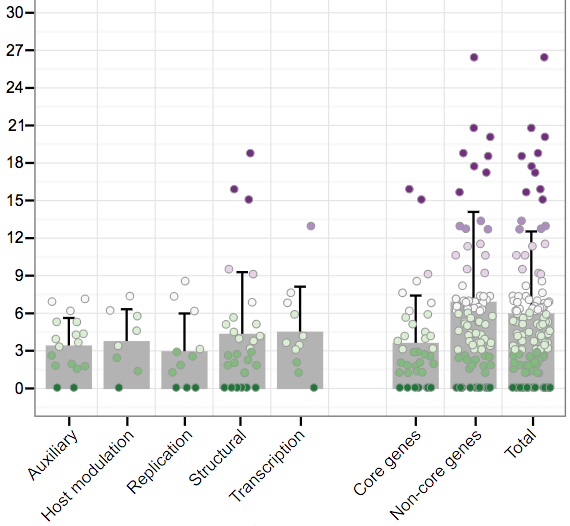 30
27
24
21
18
15
12
9
6
3
0
Auxiliary
Host modulation
Replication
Structural
Transcription
Core genes
Non-core genes
Total